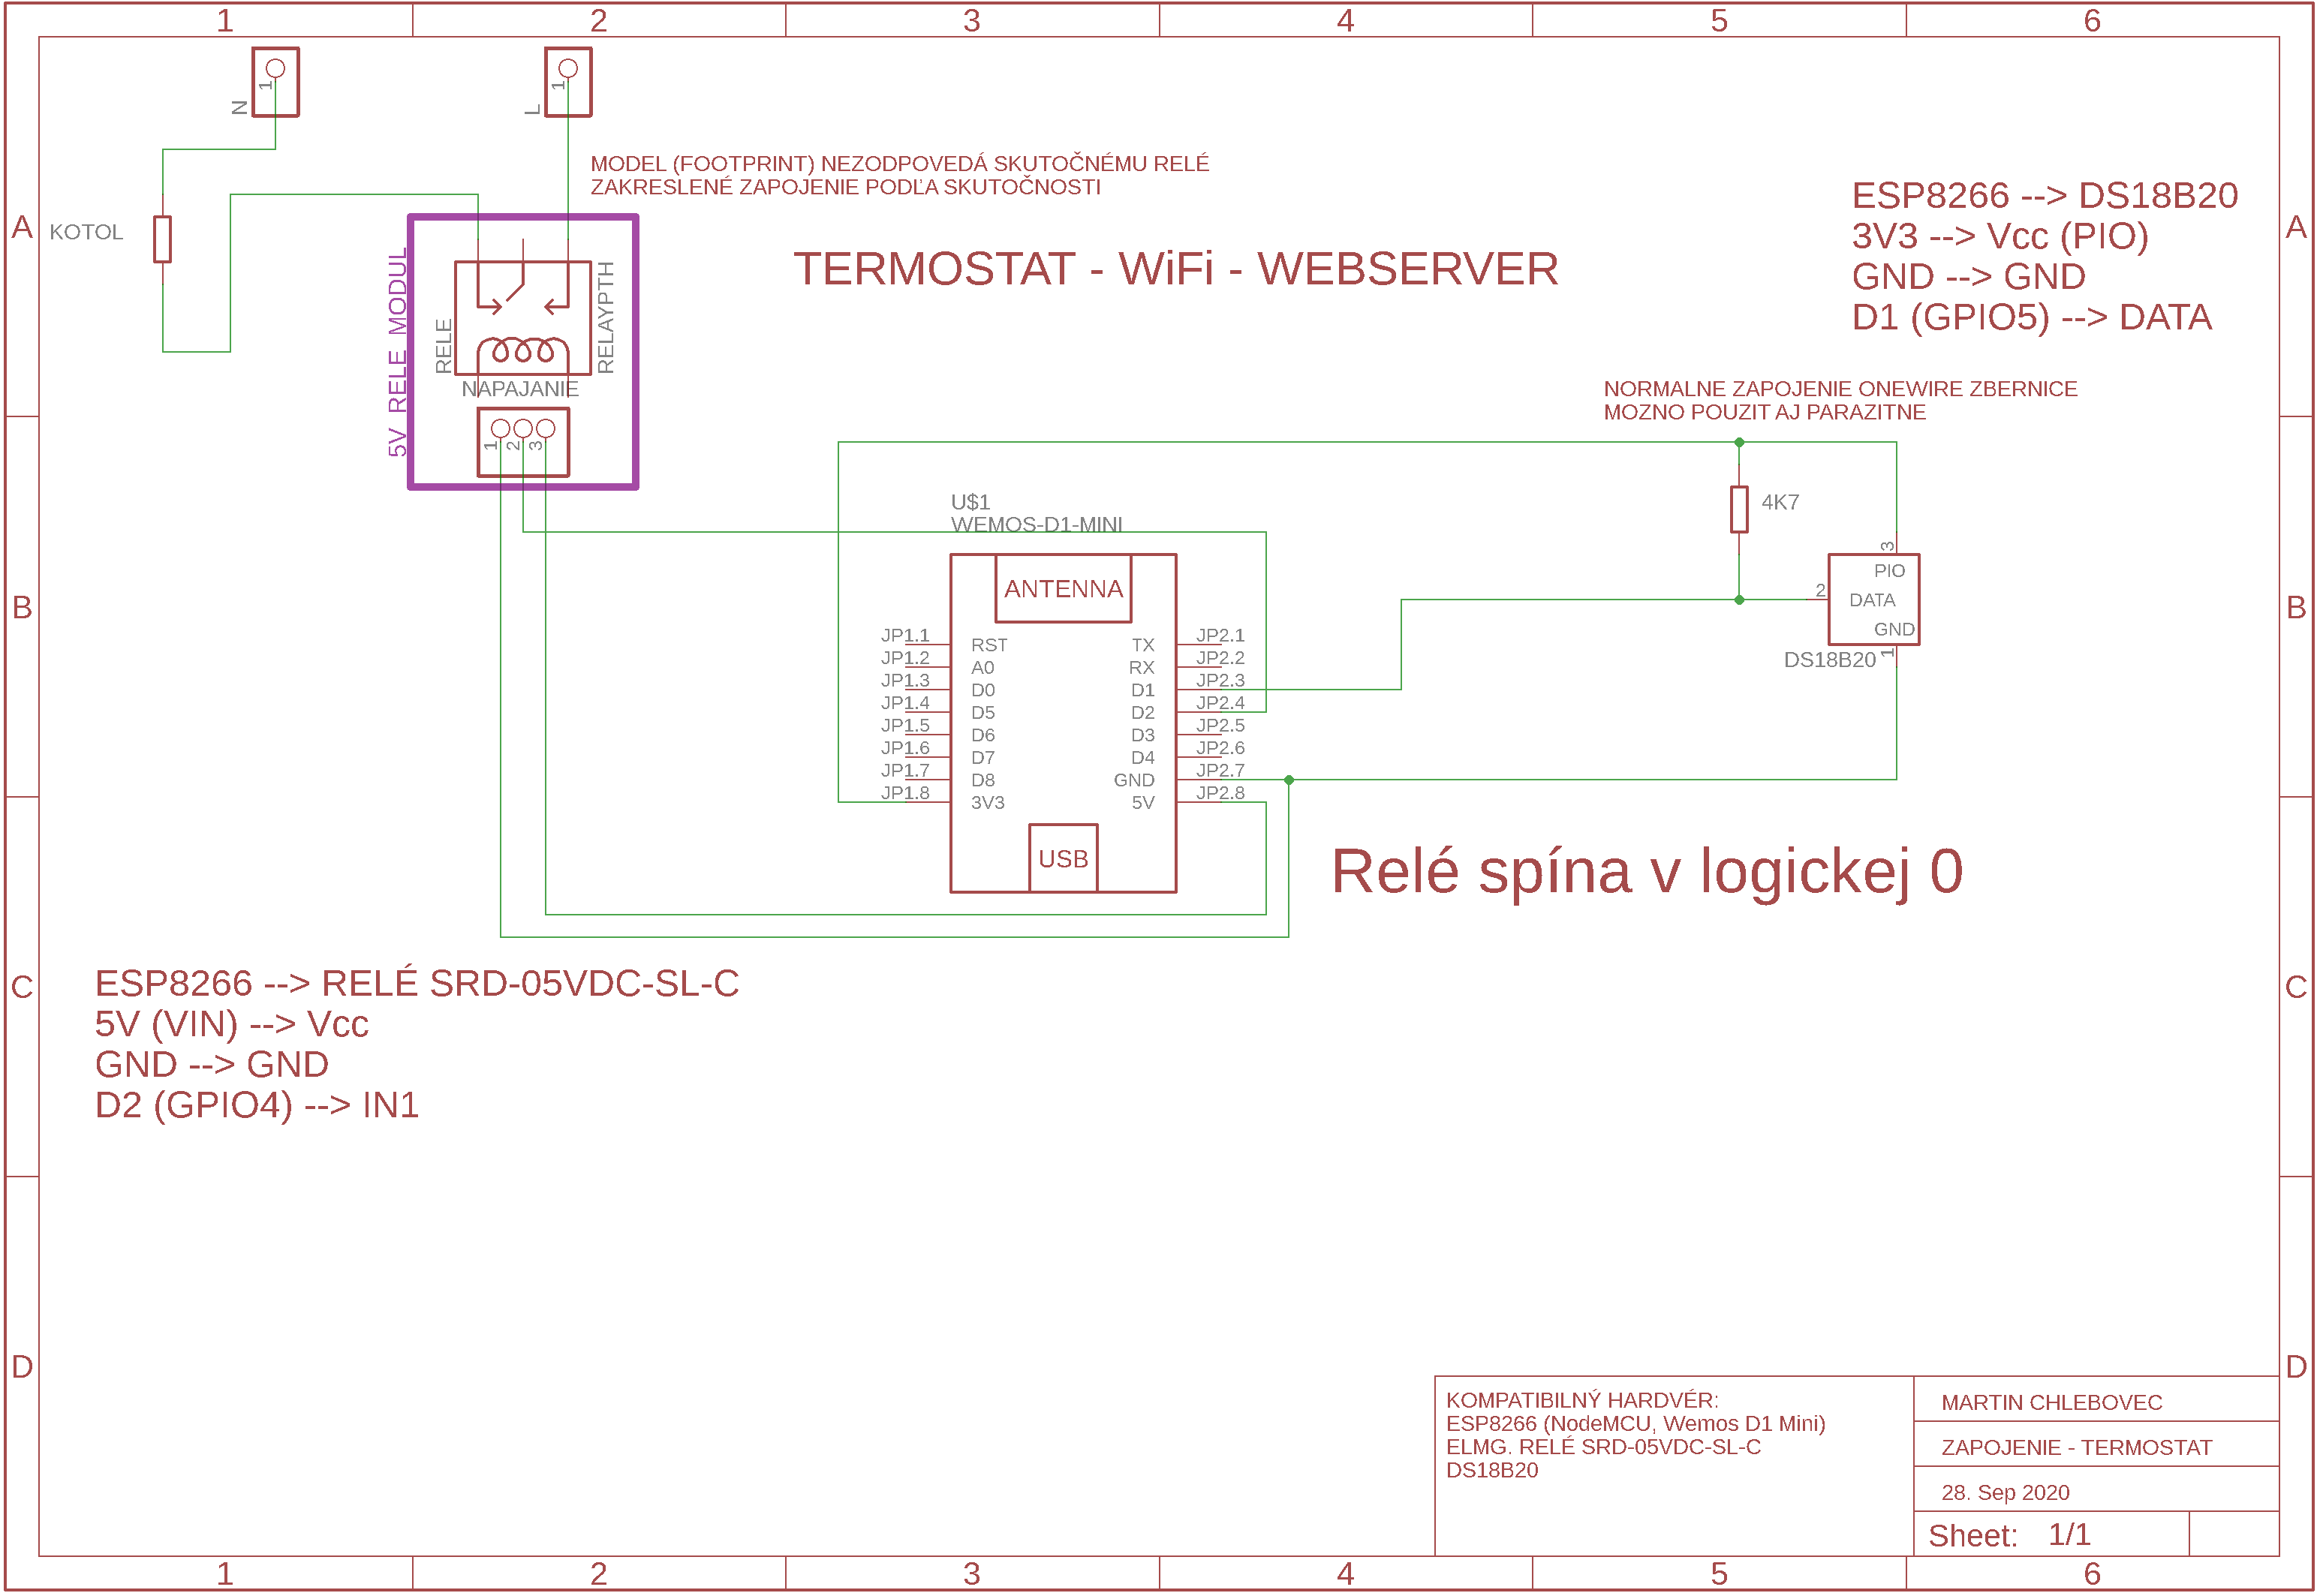 1 2 3 4 5 6
N 1
L 1
MODEL (FOOTPRINT) NEZODPOVEDÁ SKUTOČNÉMU RELÉ
ZAKRESLENÉ ZAPOJENIE PODĽA SKUTOČNOSTI
A
KOTOL
TERMOSTAT - WiFi - WEBSERVER
ESP8266 --> DS18B20
3V3 --> Vcc (PIO)
GND --> GND
D1 (GPIO5) --> DATA
A
5V RELE MODUL
RELE
RELAYPTH
NAPAJANIE
1 2 3
NORMALNE ZAPOJENIE ONEWIRE ZBERNICE
MOZNO POUZIT AJ PARAZITNE
4K7
U$1
WEMOS-D1-MINI
ANTENNA
B
B
3
PIO
2
DATA
GND
1
DS18B20
JP1.1 RST TX JP2.1
JP1.2 A0 RX JP2.2
JP1.3 D0 D1 JP2.3
JP1.4 D5 D2 JP2.4
JP1.5 D6 D3 JP2.5
JP1.6 D7 D4 JP2.6
JP1.7 D8 GND JP2.7
JP1.8 3V3 5V JP2.8
USB
Relé spína v logickej 0
C
C
ESP8266 --> RELÉ SRD-05VDC-SL-C
5V (VIN) --> Vcc
GND --> GND
D2 (GPIO4) --> IN1
D
D
KOMPATIBILNÝ HARDVÉR:
ESP8266 (NodeMCU, Wemos D1 Mini)
ELMG. RELÉ SRD-05VDC-SL-C
DS18B20
MARTIN CHLEBOVEC
ZAPOJENIE - TERMOSTAT
28. Sep 2020
Sheet: 1/1
1 2 3 4 5 6